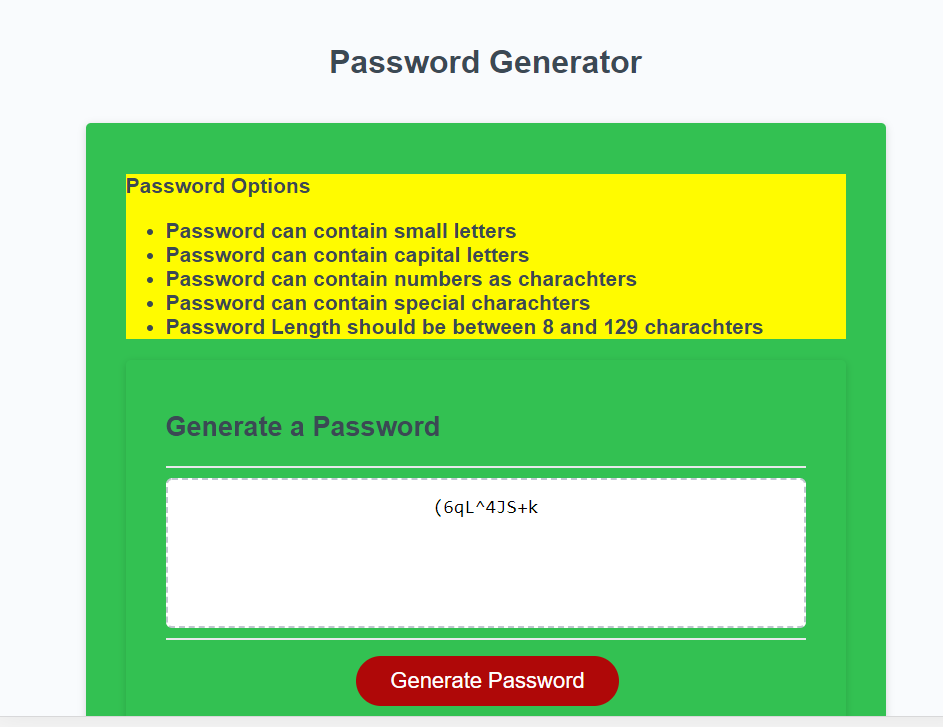 Password Generator
Password Options
• Password can contain small letters
• Password can contain capital letters
• Password can contain numbers as charachters
• Password can contain special charachters
• Password Length should be between 8 and 129 charachters
Generate a Password
(6qL^4JS+k
Generate Password